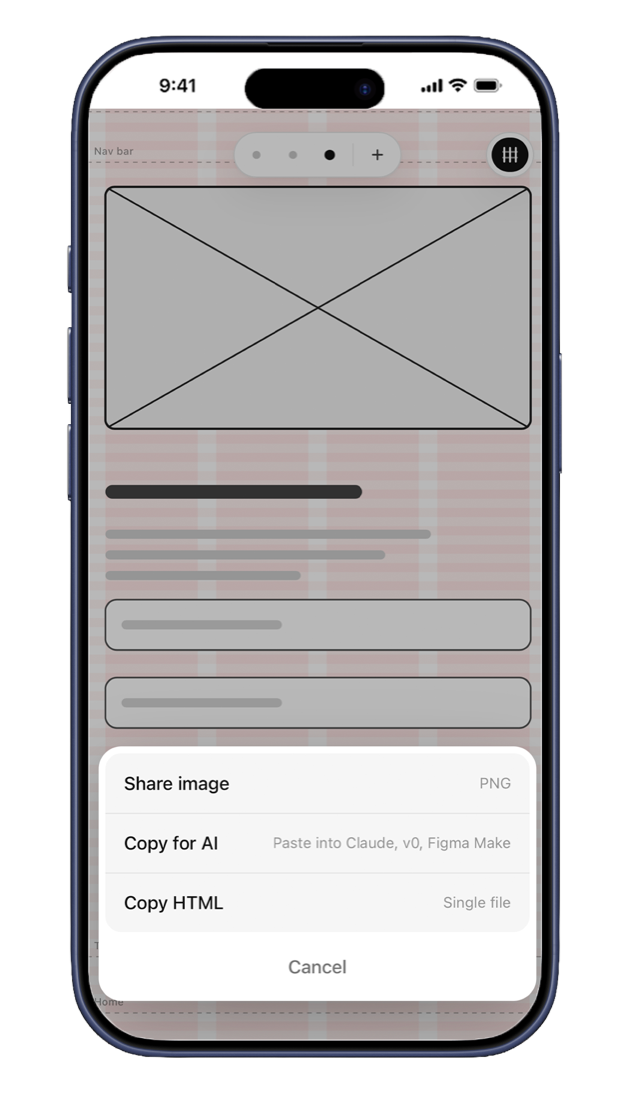 9:41
Nav bar
+
Share image PNG
Copy for AI Paste into Claude, v0, Figma Make
Copy HTML Single file
Cancel
Home